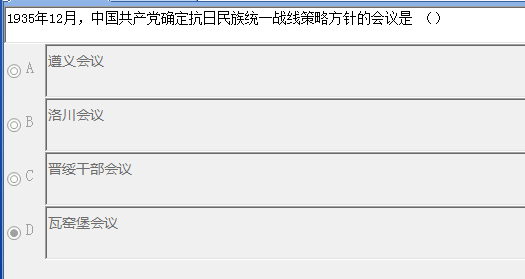 1935年12月，中国共产党确定抗日民族统一战线策略方针的会议是 （）
A 遵义会议
B 洛川会议
C 晋绥干部会议
D 瓦窑堡会议